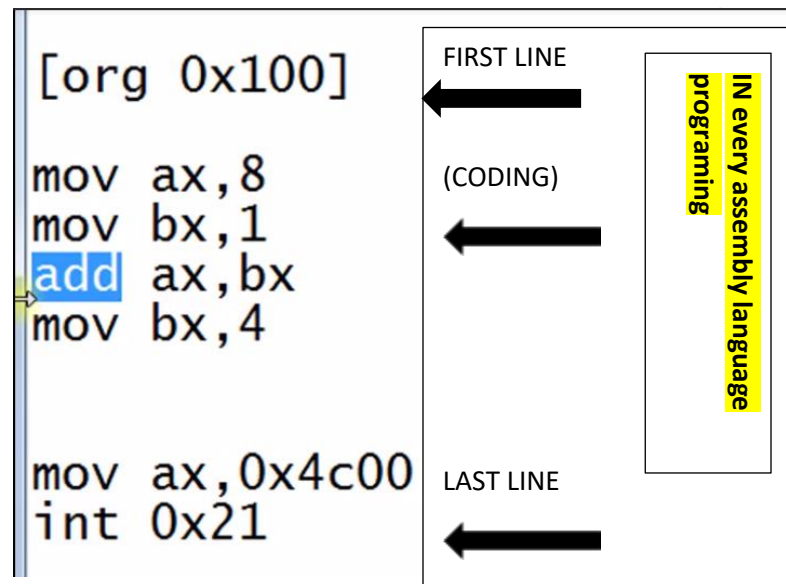 [org 0x100]
FIRST LINE
mov ax,8
(CODING)
mov bx,1
add ax,bx
mov bx,4
mov ax,0x4c00
LAST LINE
int 0x21
IN every assembly language
programing